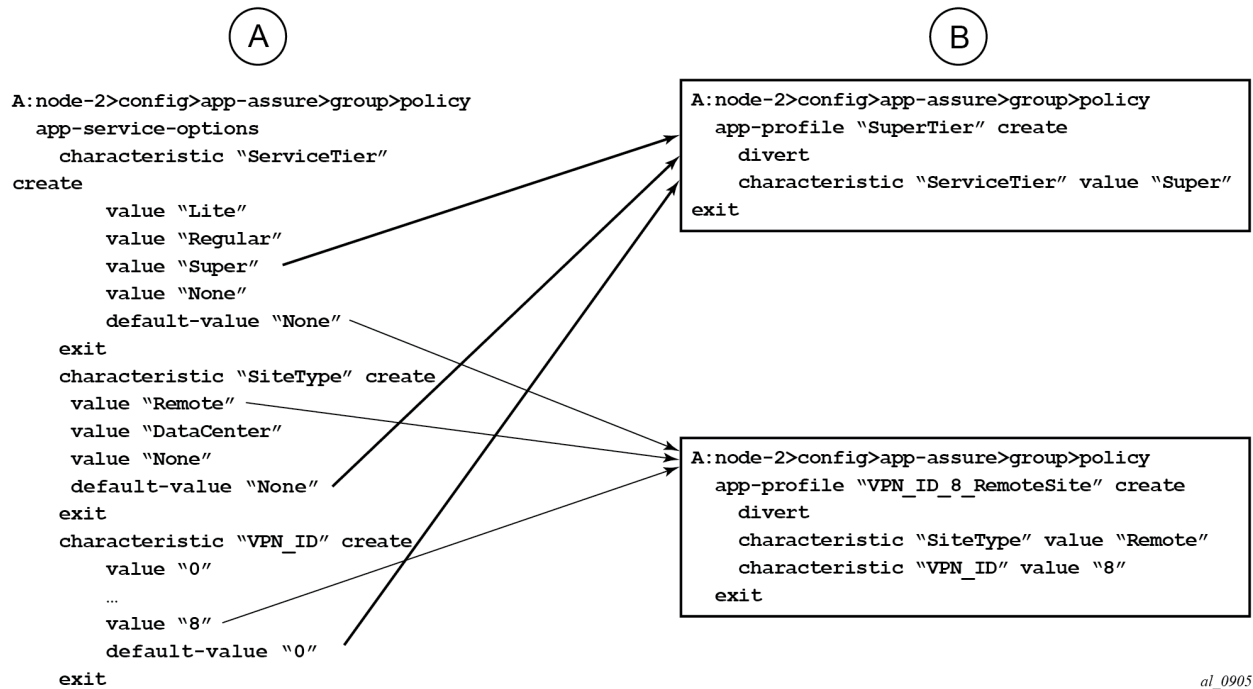 A
A:node-2>config>app-assure>group>policy
app-service-options
characteristic “ServiceTier”
create
value “Lite”
value “Regular”
value “Super”
value “None”
default-value “None”
exit
characteristic “SiteType” create
value “Remote”
value “DataCenter”
value “None”
default-value “None”
exit
characteristic “VPN_ID” create
value “0”
…
value “8”
default-value “0”
exit
B
A:node-2>config>app-assure>group>policy
app-profile “SuperTier” create
divert
characteristic “ServiceTier” value “Super”
exit
A:node-2>config>app-assure>group>policy
app-profile “VPN_ID_8_RemoteSite” create
divert
characteristic “SiteType” value “Remote”
characteristic “VPN_ID” value “8”
exit
al_0905